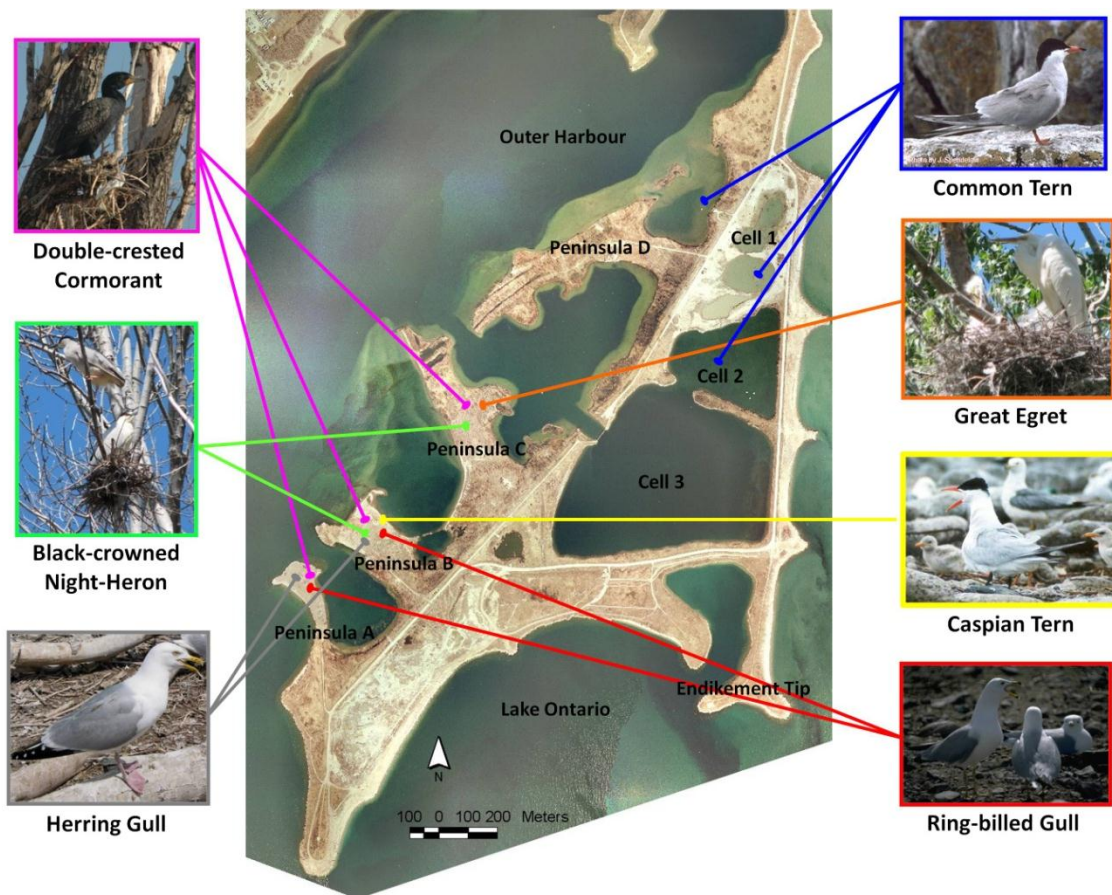 Double-crested
Cormorant
Black-crowned
Night-Heron
Herring Gull
Outer Harbour
Peninsula D
Cell 1
Cell 2
Peninsula C
Cell 3
Peninsula B
Peninsula A
Endikement Tip
Lake Ontario
N
100 0 100 200 Meters
Common Tern
Great Egret
Caspian Tern
Ring-billed Gull